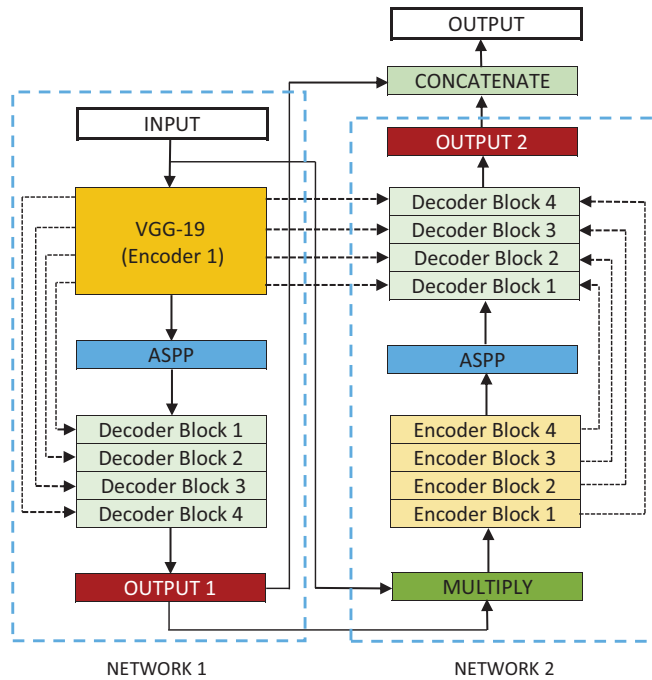 OUTPUT
CONCATENATE
INPUT
OUTPUT 2
VGG-19
(Encoder 1)
Decoder Block 4
Decoder Block 3
Decoder Block 2
Decoder Block 1
ASPP
ASPP
Decoder Block 1
Decoder Block 2
Decoder Block 3
Decoder Block 4
Encoder Block 4
Encoder Block 3
Encoder Block 2
Encoder Block 1
OUTPUT 1
MULTIPLY
NETWORK 1
NETWORK 2